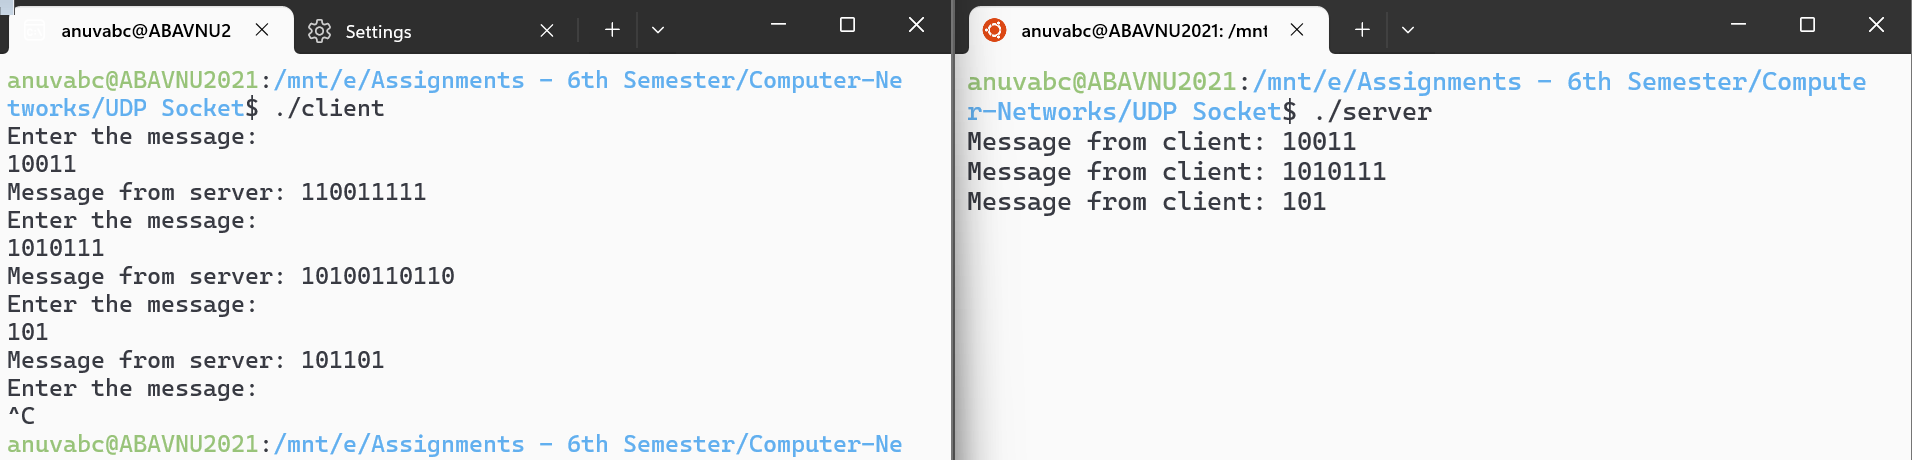 anuvabc@ABAVNU2
Settings
anuvabc@ABAVNU2021:/mnt/e/Assignments - 6th Semester/Computer-Ne
tworks/UDP Socket$ ./client
Enter the message:
10011
Message from server: 110011111
Enter the message:
1010111
Message from server: 10100110110
Enter the message:
101
Message from server: 101101
Enter the message:
^C
anuvabc@ABAVNU2021:/mnt/e/Assignments - 6th Semester/Computer-Ne
anuvabc@ABAVNU2021: /mnt
anuvabc@ABAVNU2021:/mnt/e/Assignments - 6th Semester/Compute
r-Networks/UDP Socket$ ./server
Message from client: 10011
Message from client: 1010111
Message from client: 101